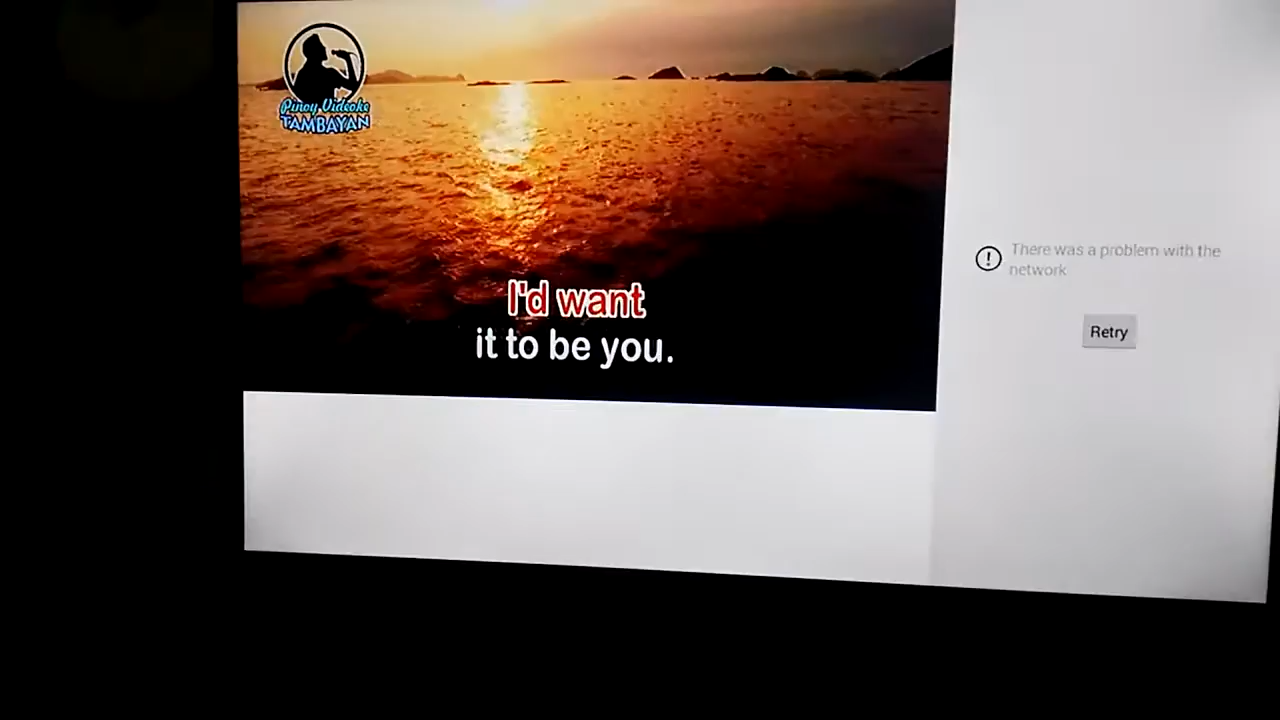 Pinoy Videoke
TAMBAYAN
I'd want
it to be you.
There was a problem with the
network
Retry